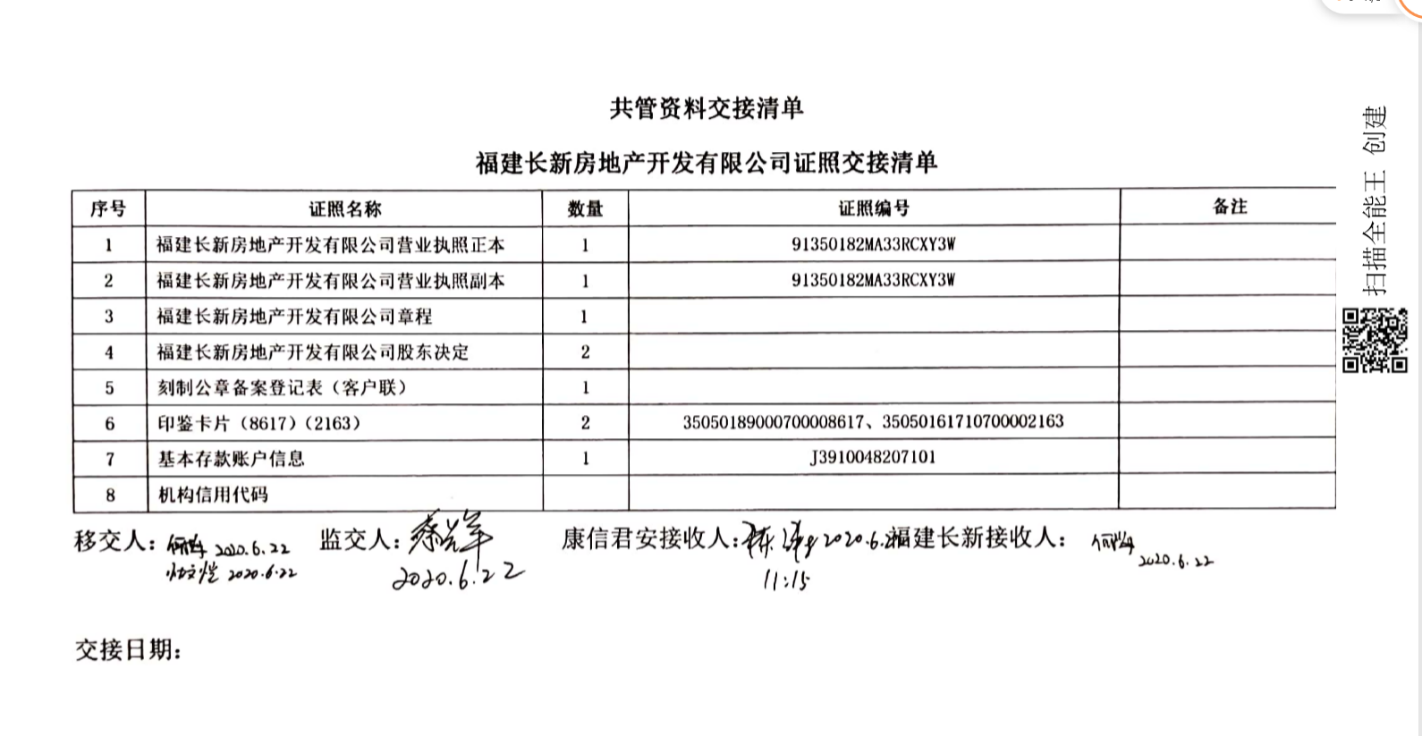 共管资料交接清单
福建长新房地产开发有限公司证照交接清单
序号 证照名称 数量 证照编号 备注
1 福建长新房地产开发有限公司营业执照正本 1 91350182MA33RCXY3W
2 福建长新房地产开发有限公司营业执照副本 1 91350182MA33RCXY3W
3 福建长新房地产开发有限公司章程 1
4 福建长新房地产开发有限公司股东决定 2
5 刻制公章备案登记表（客户联） 1
6 印鉴卡片（8617）（2163） 2 35050189000700008617、35050161710700002163
7 基本存款账户信息 1 J3910048207101
8 机构信用代码
移交人： 2020.6.22 监交人： 康信君安接收人： 2020.6. 福建长新接收人：
2020.6.22 2020.6.22 11:15 2020.6.22
交接日期：
扫描全能王 创建